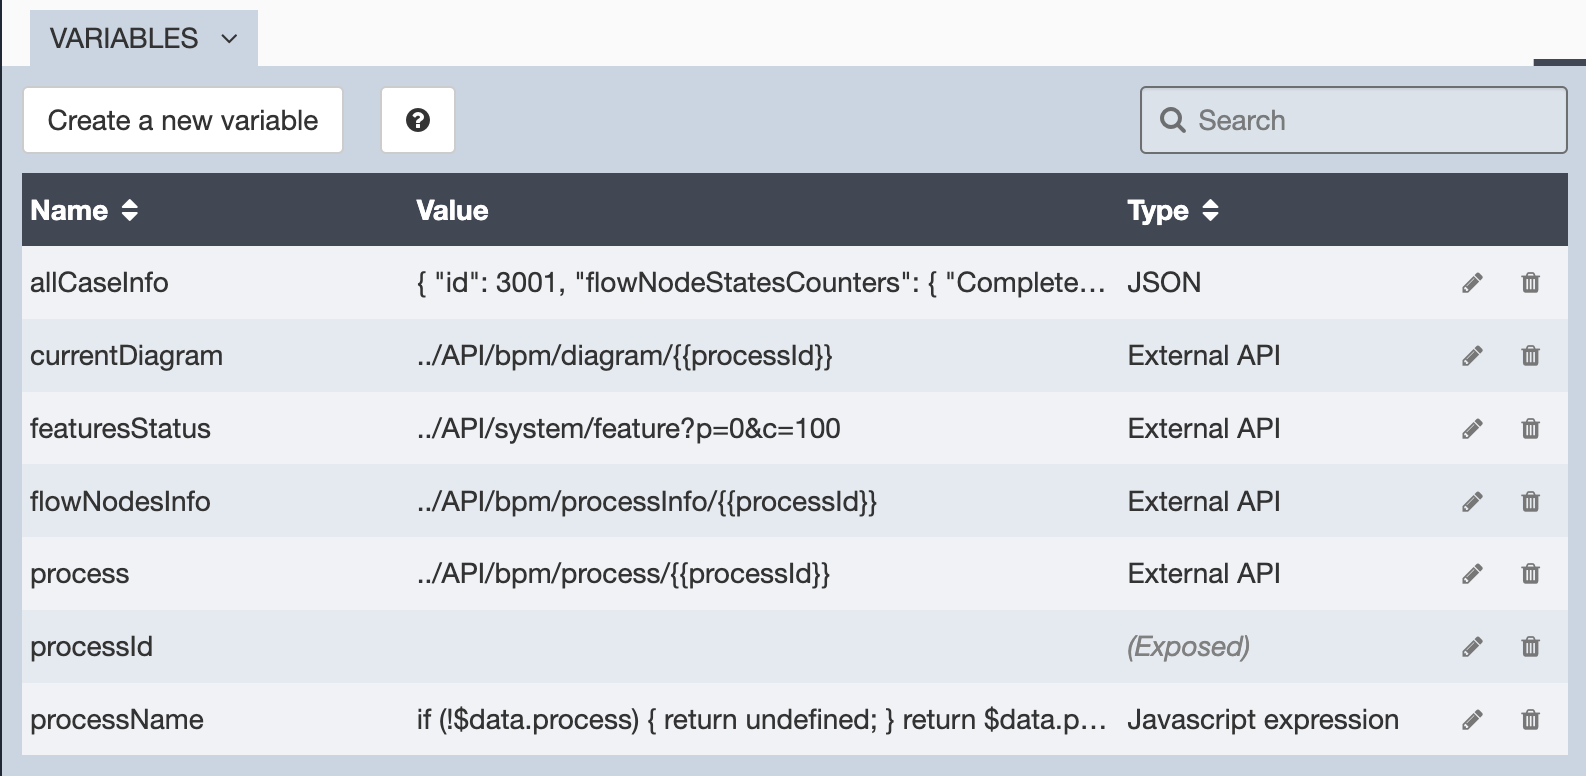 VARIABLES
Create a new variable
?
Search
Name Value Type
allCaseInfo { "id": 3001, "flowNodeStatesCounters": { "Complete... JSON
currentDiagram ../API/bpm/diagram/{{processId}} External API
featuresStatus ../API/system/feature?p=0&c=100 External API
flowNodesInfo ../API/bpm/processInfo/{{processId}} External API
process ../API/bpm/process/{{processId}} External API
processId (Exposed)
processName if (!$data.process) { return undefined; } return $data.p... Javascript expression